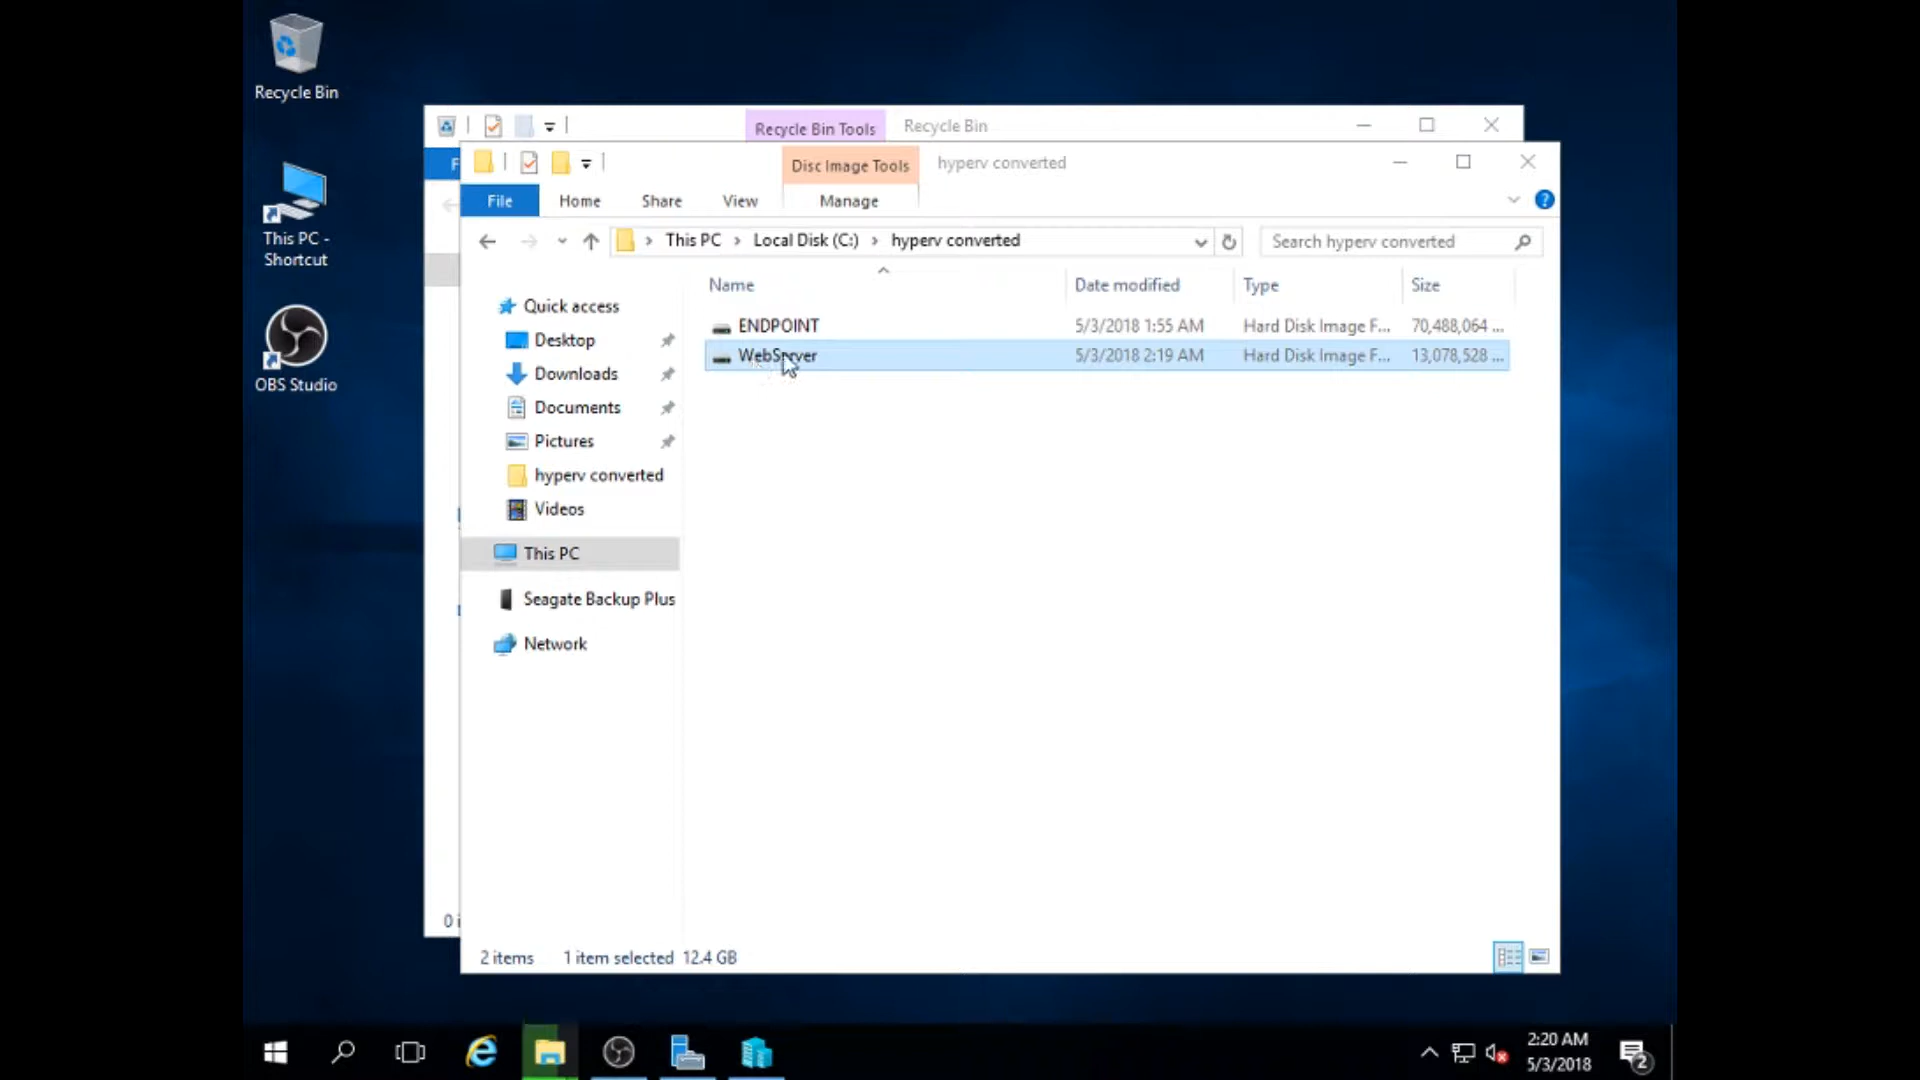 Recycle Bin
This PC -
Shortcut
OBS Studio
Recycle Bin Tools
Recycle Bin
Disc Image Tools
hyperv converted
File
Home
Share
View
Manage
This PC
Local Disk (C:)
hyperv converted
Search hyperv converted
Name
Date modified
Type
Size
ENDPOINT
5/3/2018 1:55 AM
Hard Disk Image F...
70,488,064 ...
WebServer
5/3/2018 2:19 AM
Hard Disk Image F...
13,078,528 ...
Quick access
Desktop
Downloads
Documents
Pictures
hyperv converted
Videos
This PC
Seagate Backup Plus
Network
0 i
2 items
1 item selected 12.4 GB
2:20 AM
5/3/2018
2